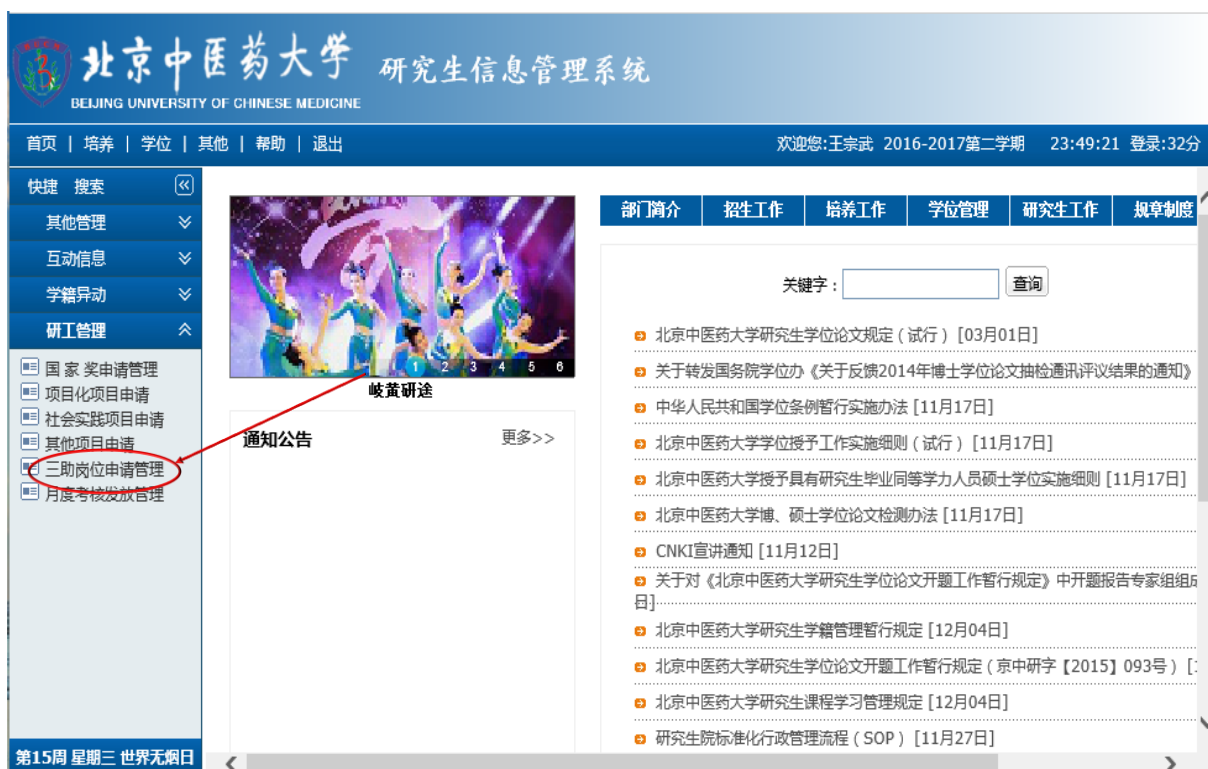 北京中医药大学 研究生信息管理系统
BEIJING UNIVERSITY OF CHINESE MEDICINE
首页 | 培养 | 学位 | 其他 | 帮助 | 退出
欢迎您:王宗武 2016-2017第二学期 23:49:21 登录:32分
快捷 搜索
其他管理
互动信息
学籍异动
研工管理
国 家 奖申请管理
项目化项目申请
社会实践项目申请
其他项目申请
三助岗位申请管理
月度考核发放管理
第15周 星期三 世界无烟日
1 2 3 4 5 6
岐黄研途
通知公告 更多>>
部门简介 招生工作 培养工作 学位管理 研究生工作 规章制度
关键字： 查询
北京中医药大学研究生学位论文规定（试行）[03月01日]
关于转发国务院学位办《关于反馈2014年博士学位论文抽检通讯评议结果的通知》
中华人民共和国学位条例暂行实施办法 [11月17日]
北京中医药大学学位授予工作实施细则（试行）[11月17日]
北京中医药大学授予具有研究生毕业同等学力人员硕士学位实施细则 [11月17日]
北京中医药大学博、硕士学位论文检测办法 [11月17日]
CNKI宣讲通知 [11月12日]
关于对《北京中医药大学研究生学位论文开题工作暂行规定》中开题报告专家组组成
日]
北京中医药大学研究生学籍管理暂行规定 [12月04日]
北京中医药大学研究生学位论文开题工作暂行规定（京中研字【2015】093号）[
北京中医药大学研究生课程学习管理规定 [12月04日]
研究生院标准化行政管理流程（SOP）[11月27日]